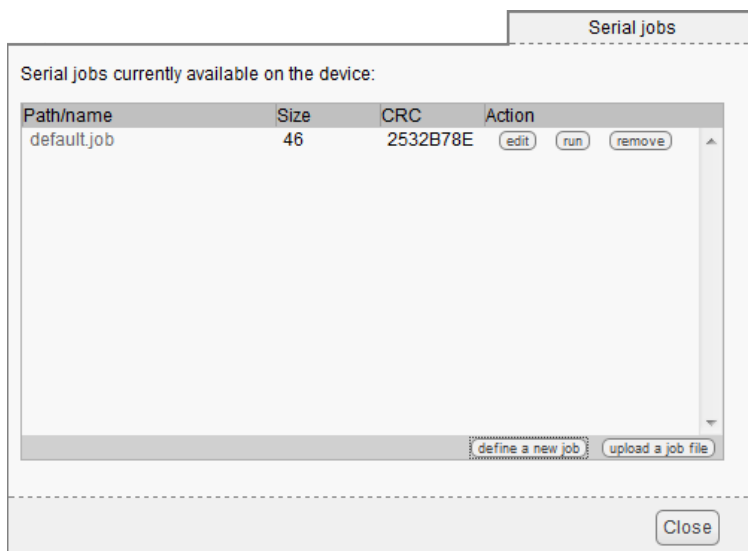 Serial jobs
Serial jobs currently available on the device:
Path/name Size CRC Action
default.job 46 2532B78E edit run remove
define a new job upload a job file
Close